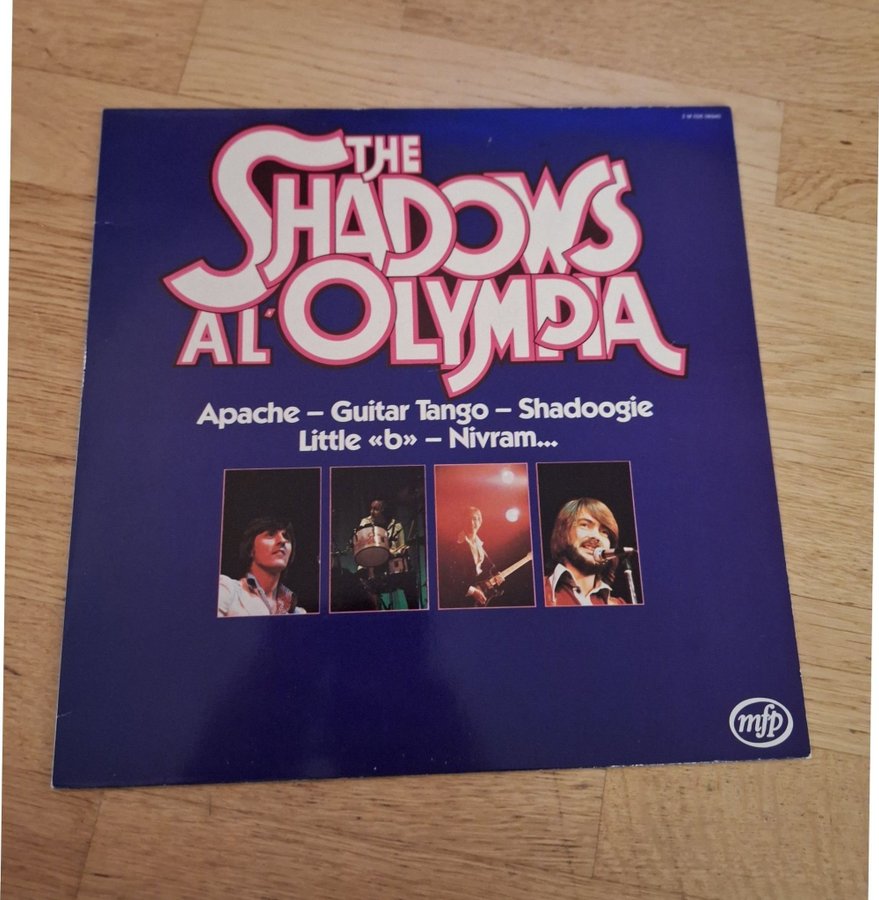 THE
SHADOWS
A L'OLYMPIA
Apache – Guitar Tango – Shadoogie
Little «b» – Nivram...
mfp